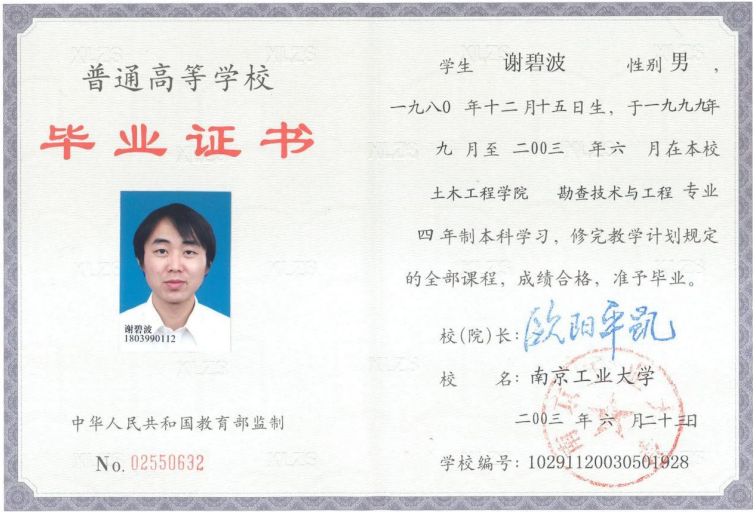 普通高等学校
毕业证书
谢碧波
1803990112
中华人民共和国教育部监制
No. 02550632
学生 谢碧波 性别 男,
一九八〇 年十二月十五日生,于一九九九年
九 月至 二〇〇三 年六 月在本校
土木工程学院 勘查技术与工程 专业
四 年制本科学习,修完教学计划规定
的全部课程,成绩合格,准予毕业。
校(院)长: 欧阳平凯
校 名: 南京工业大学
二〇〇三 年 六 月二十三日
学校编号: 10291120030501928